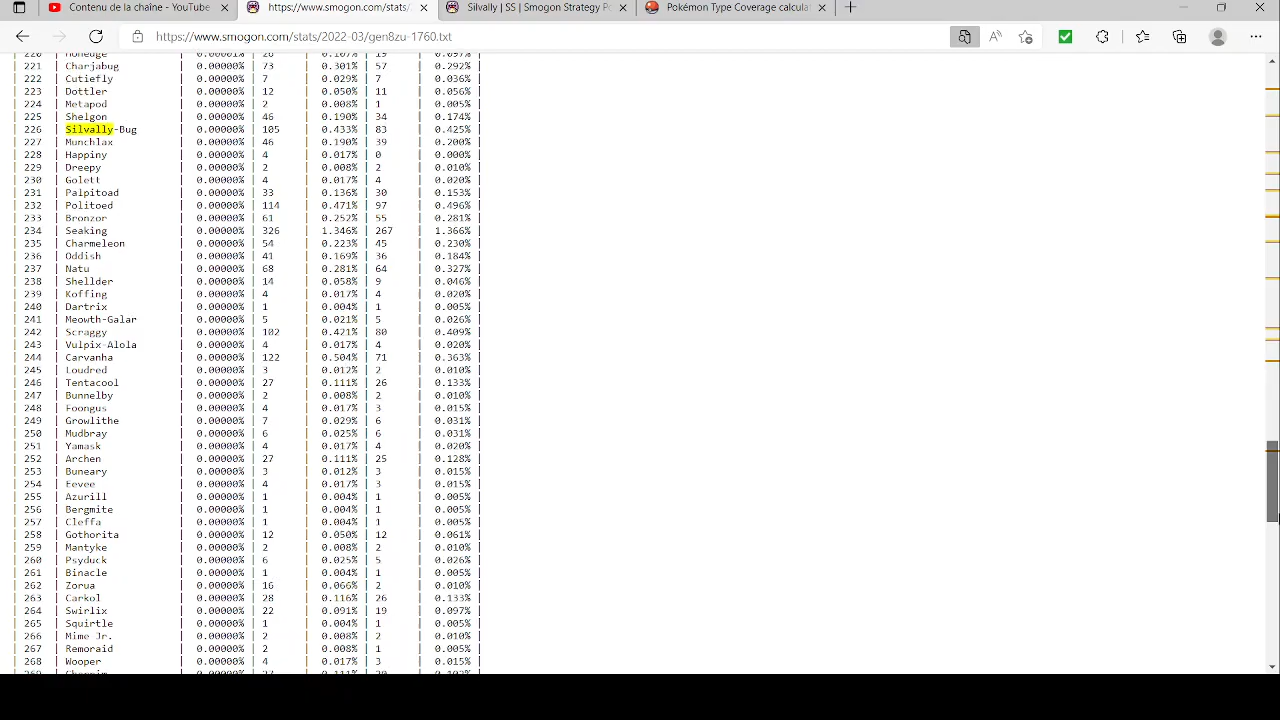 Contenu de la chaîne - YouTube
https://www.smogon.com/stats/
Silvally | SS | Smogon Strategy Po
Pokémon Type Coverage calculat
https://www.smogon.com/stats/2022-03/gen8zu-1760.txt
| 221 | Charjabug | 0.00000% | 73 | 0.301% | 57 | 0.292% |
| 222 | Cutiefly | 0.00000% | 7 | 0.029% | 7 | 0.036% |
| 223 | Dottler | 0.00000% | 12 | 0.050% | 11 | 0.056% |
| 224 | Metapod | 0.00000% | 2 | 0.008% | 1 | 0.005% |
| 225 | Shelgon | 0.00000% | 46 | 0.190% | 34 | 0.174% |
| 226 | Silvally-Bug | 0.00000% | 105 | 0.433% | 83 | 0.425% |
| 227 | Munchlax | 0.00000% | 46 | 0.190% | 39 | 0.200% |
| 228 | Happiny | 0.00000% | 4 | 0.017% | 0 | 0.000% |
| 229 | Dreepy | 0.00000% | 2 | 0.008% | 2 | 0.010% |
| 230 | Golett | 0.00000% | 4 | 0.017% | 4 | 0.020% |
| 231 | Palpitoad | 0.00000% | 33 | 0.136% | 30 | 0.153% |
| 232 | Politoed | 0.00000% | 114 | 0.471% | 97 | 0.496% |
| 233 | Bronzor | 0.00000% | 61 | 0.252% | 55 | 0.281% |
| 234 | Seaking | 0.00000% | 326 | 1.346% | 267 | 1.366% |
| 235 | Charmeleon | 0.00000% | 54 | 0.223% | 45 | 0.230% |
| 236 | Oddish | 0.00000% | 41 | 0.169% | 36 | 0.184% |
| 237 | Natu | 0.00000% | 68 | 0.281% | 64 | 0.327% |
| 238 | Shellder | 0.00000% | 14 | 0.058% | 9 | 0.046% |
| 239 | Koffing | 0.00000% | 4 | 0.017% | 4 | 0.020% |
| 240 | Dartrix | 0.00000% | 1 | 0.004% | 1 | 0.005% |
| 241 | Meowth-Galar | 0.00000% | 5 | 0.021% | 5 | 0.026% |
| 242 | Scraggy | 0.00000% | 102 | 0.421% | 80 | 0.409% |
| 243 | Vulpix-Alola | 0.00000% | 4 | 0.017% | 4 | 0.020% |
| 244 | Carvanha | 0.00000% | 122 | 0.504% | 71 | 0.363% |
| 245 | Loudred | 0.00000% | 3 | 0.012% | 2 | 0.010% |
| 246 | Tentacool | 0.00000% | 27 | 0.111% | 26 | 0.133% |
| 247 | Bunnelby | 0.00000% | 2 | 0.008% | 2 | 0.010% |
| 248 | Foongus | 0.00000% | 4 | 0.017% | 3 | 0.015% |
| 249 | Growlithe | 0.00000% | 7 | 0.029% | 6 | 0.031% |
| 250 | Mudbray | 0.00000% | 6 | 0.025% | 6 | 0.031% |
| 251 | Yamask | 0.00000% | 4 | 0.017% | 4 | 0.020% |
| 252 | Archen | 0.00000% | 27 | 0.111% | 25 | 0.128% |
| 253 | Buneary | 0.00000% | 3 | 0.012% | 3 | 0.015% |
| 254 | Eevee | 0.00000% | 4 | 0.017% | 3 | 0.015% |
| 255 | Azurill | 0.00000% | 1 | 0.004% | 1 | 0.005% |
| 256 | Bergmite | 0.00000% | 1 | 0.004% | 1 | 0.005% |
| 257 | Cleffa | 0.00000% | 1 | 0.004% | 1 | 0.005% |
| 258 | Gothorita | 0.00000% | 12 | 0.050% | 12 | 0.061% |
| 259 | Mantyke | 0.00000% | 2 | 0.008% | 2 | 0.010% |
| 260 | Psyduck | 0.00000% | 6 | 0.025% | 5 | 0.026% |
| 261 | Binacle | 0.00000% | 1 | 0.004% | 1 | 0.005% |
| 262 | Zorua | 0.00000% | 16 | 0.066% | 2 | 0.010% |
| 263 | Carkol | 0.00000% | 28 | 0.116% | 26 | 0.133% |
| 264 | Swirlix | 0.00000% | 22 | 0.091% | 19 | 0.097% |
| 265 | Squirtle | 0.00000% | 1 | 0.004% | 1 | 0.005% |
| 266 | Mime Jr. | 0.00000% | 2 | 0.008% | 2 | 0.010% |
| 267 | Remoraid | 0.00000% | 2 | 0.008% | 1 | 0.005% |
| 268 | Wooper | 0.00000% | 4 | 0.017% | 3 | 0.015% |